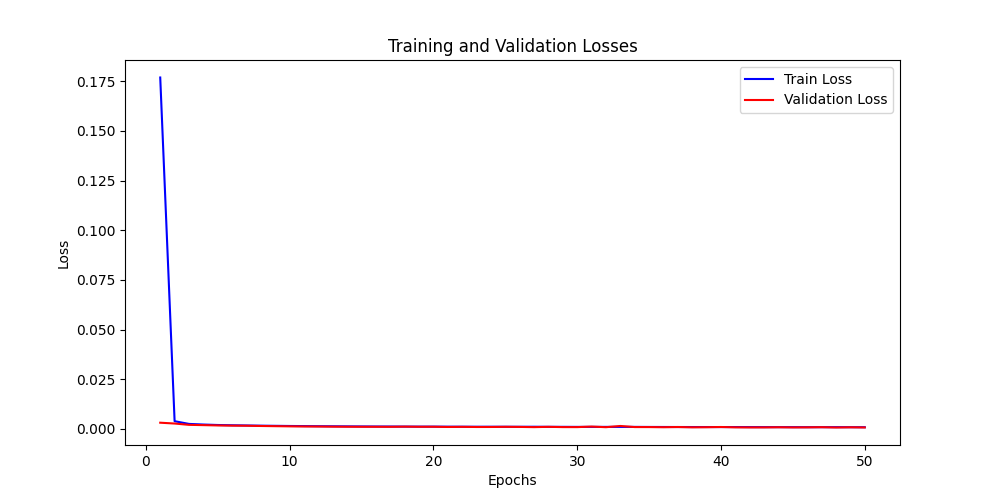 Training and Validation Losses
Train Loss
Validation Loss
0.175
0.150
0.125
0.100
0.075
0.050
0.025
0.000
Loss
0 10 20 30 40 50
Epochs